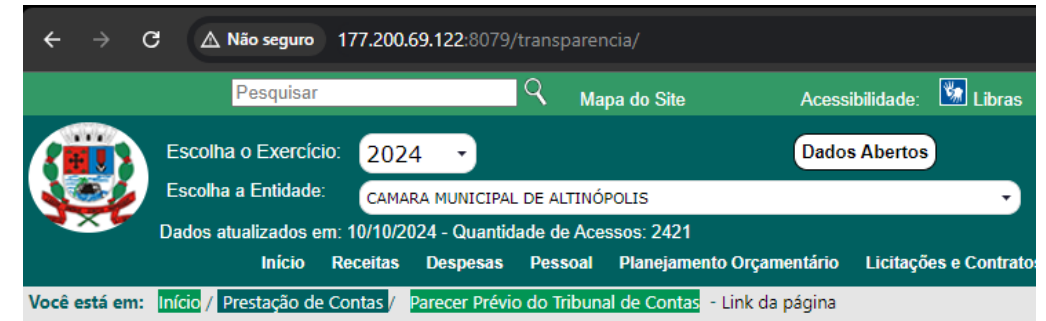 Não seguro 177.200.69.122:8079/transparencia/
Pesquisar Mapa do Site Acessibilidade: Libras
Escolha o Exercício: 2024 Dados Abertos
Escolha a Entidade: CAMARA MUNICIPAL DE ALTINÓPOLIS
Dados atualizados em: 10/10/2024 - Quantidade de Acessos: 2421
Início Receitas Despesas Pessoal Planejamento Orçamentário Licitações e Contratos
Você está em: Início / Prestação de Contas / Parecer Prévio do Tribunal de Contas - Link da página